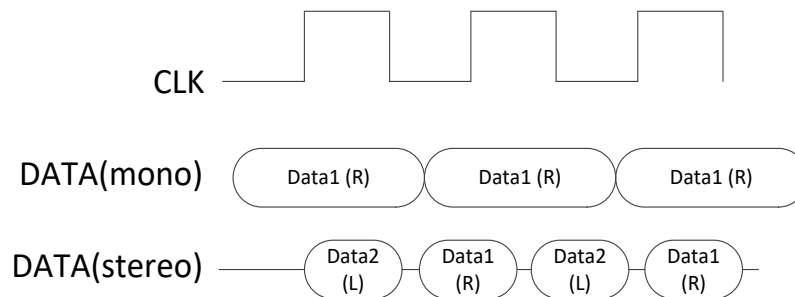 CLK
DATA(mono)
Data1 (R)
Data1 (R)
Data1 (R)
DATA(stereo)
Data2
(L)
Data1
(R)
Data2
(L)
Data1
(R)